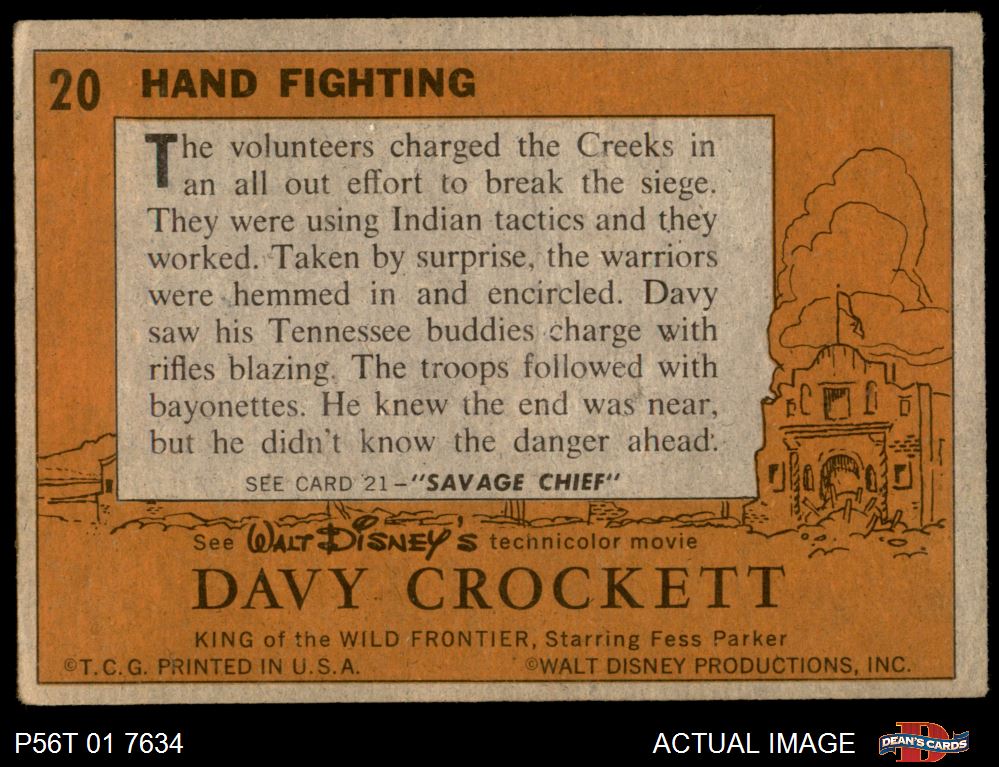 20 HAND FIGHTING
The volunteers charged the Creeks in
an all out effort to break the siege.
They were using Indian tactics and they
worked. Taken by surprise, the warriors
were hemmed in and encircled. Davy
saw his Tennessee buddies charge with
rifles blazing. The troops followed with
bayonettes. He knew the end was near,
but he didn't know the danger ahead.
SEE CARD 21-"SAVAGE CHIEF"
See WALT DISNEY'S technicolor movie
DAVY CROCKETT
KING of the WILD FRONTIER, Starring Fess Parker
©T.C.G. PRINTED IN U.S.A. ©WALT DISNEY PRODUCTIONS, INC.
P56T 01 7634 ACTUAL IMAGE DEAN'S CARDS